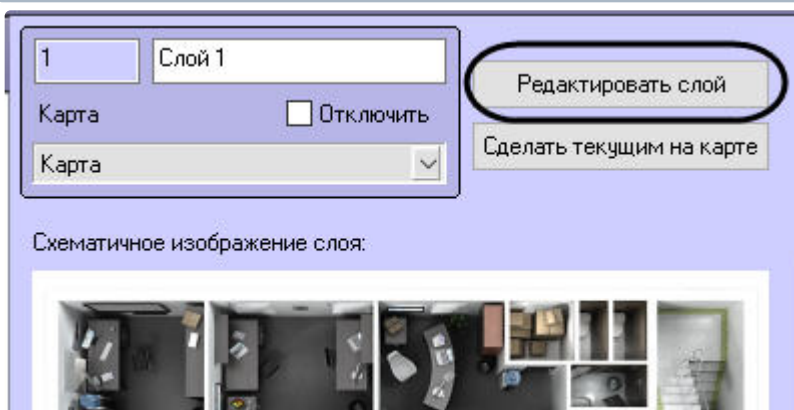 1
Слой 1
Редактировать слой
Карта
Отключить
Сделать текущим на карте
Карта
Схематичное изображение слоя: